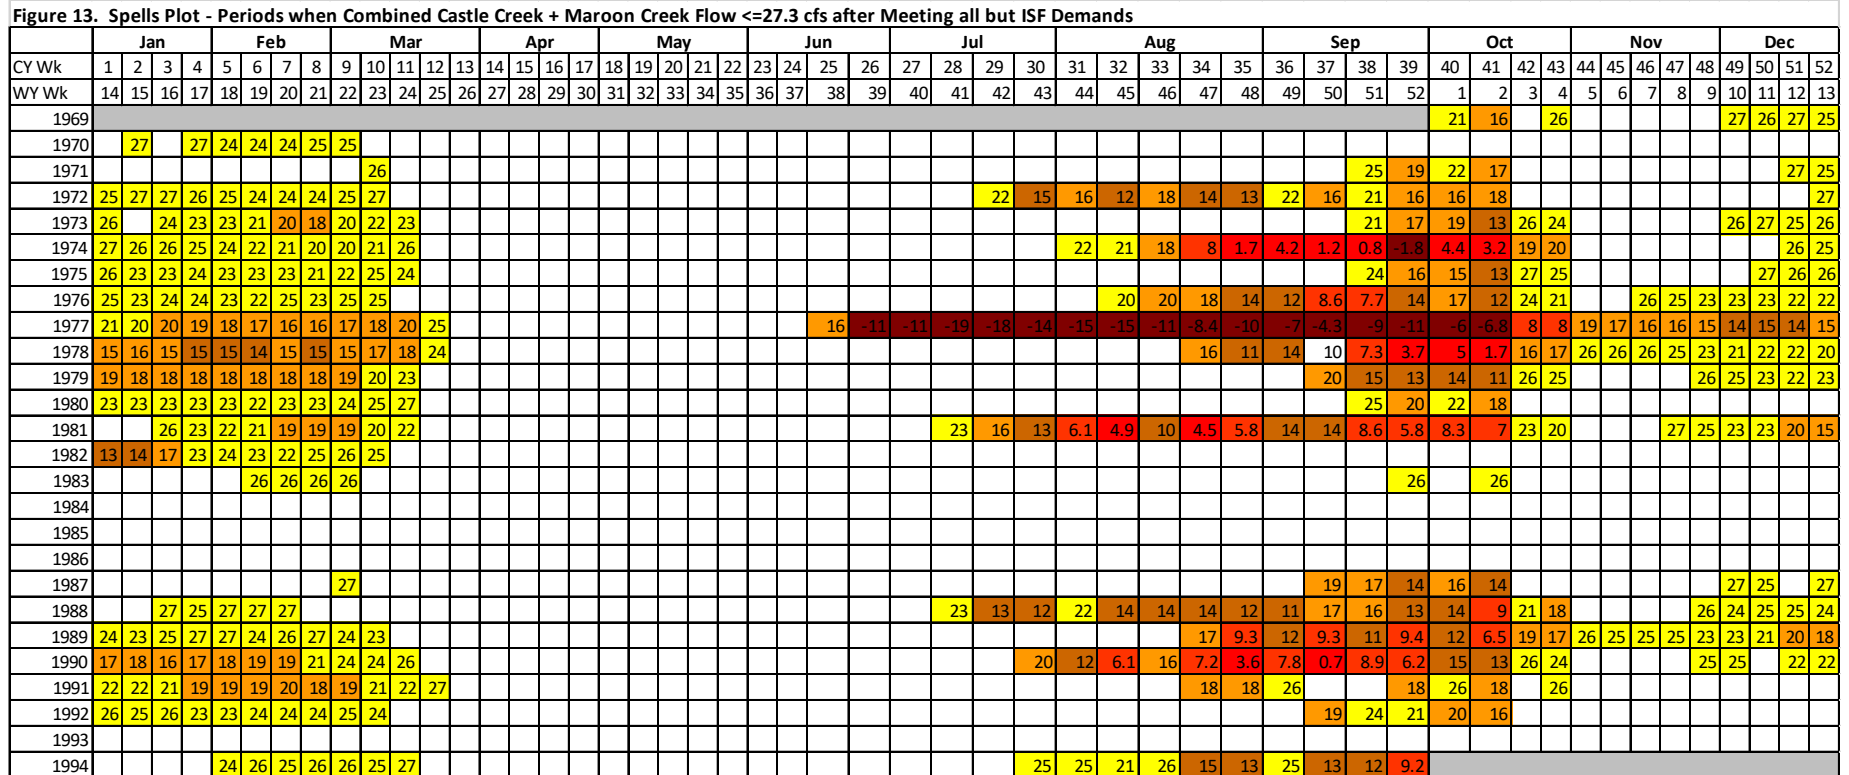 Figure 13. Spells Plot - Periods when Combined Castle Creek + Maroon Creek Flow <=27.3 cfs after Meeting all but ISF Demands
Jan Feb Mar Apr May Jun Jul Aug Sep Oct Nov Dec
CY Wk 1 2 3 4 5 6 7 8 9 10 11 12 13 14 15 16 17 18 19 20 21 22 23 24 25 26 27 28 29 30 31 32 33 34 35 36 37 38 39 40 41 42 43 44 45 46 47 48 49 50 51 52
WY Wk 14 15 16 17 18 19 20 21 22 23 24 25 26 27 28 29 30 31 32 33 34 35 36 37 38 39 40 41 42 43 44 45 46 47 48 49 50 51 52 1 2 3 4 5 6 7 8 9 10 11 12 13
1969 21 16 26 27 26 27 25
1970 27 27 24 24 24 25 25
1971 26 25 19 22 17 27 25
1972 25 27 27 26 25 24 24 24 25 27 22 15 16 12 18 14 13 22 16 21 16 16 18 27
1973 26 24 23 23 21 20 18 20 22 23 21 17 19 13 26 24 26 27 25 26
1974 27 26 26 25 24 22 21 20 20 21 26 22 21 18 8 1.7 4.2 1.2 0.8 -1.8 4.4 3.2 19 20 26 25
1975 26 23 23 24 23 23 23 21 22 25 24 24 16 15 13 27 25 27 26 26
1976 25 23 24 24 23 22 25 23 25 25 20 20 18 14 12 8.6 7.7 14 17 12 24 21 26 25 23 23 23 22 22
1977 21 20 20 19 18 17 16 16 17 18 20 25 16 -11 -11 -19 -18 -14 -15 -15 -11 -8.4 -10 -7 -4.3 -9 -11 -6 -6.8 8 8 19 17 16 16 15 14 15 14 15
1978 15 16 15 15 15 14 15 15 15 17 18 24 16 11 14 10 7.3 3.7 5 1.7 16 17 26 26 26 25 23 21 22 22 20
1979 19 18 18 18 18 18 18 18 19 20 23 20 15 13 14 11 26 25 26 25 23 22 23
1980 23 23 23 23 23 22 23 23 24 25 27 25 20 22 18
1981 26 23 22 21 19 19 19 20 22 23 16 13 6.1 4.9 10 4.5 5.8 14 14 8.6 5.8 8.3 7 23 20 27 25 23 23 20 15
1982 13 14 17 23 24 23 22 25 26 25
1983 26 26 26 26 26 26
1984
1985
1986
1987 27 19 17 14 16 14 27 25 27
1988 27 25 27 27 27 23 13 12 22 14 14 14 12 11 17 16 13 14 9 21 18 26 24 25 25 24
1989 24 23 25 27 27 24 26 27 24 23 17 9.3 12 9.3 11 9.4 12 6.5 19 17 26 25 25 25 23 23 21 20 18
1990 17 18 16 17 18 19 19 21 24 24 26 20 12 6.1 16 7.2 3.6 7.8 0.7 8.9 6.2 15 13 26 24 25 25 22 22
1991 22 22 21 19 19 19 20 18 19 21 22 27 18 18 26 18 26 18 26
1992 26 25 26 23 23 24 24 24 25 24 19 24 21 20 16
1993
1994 24 26 25 26 26 25 27 25 25 21 26 15 13 25 13 12 9.2